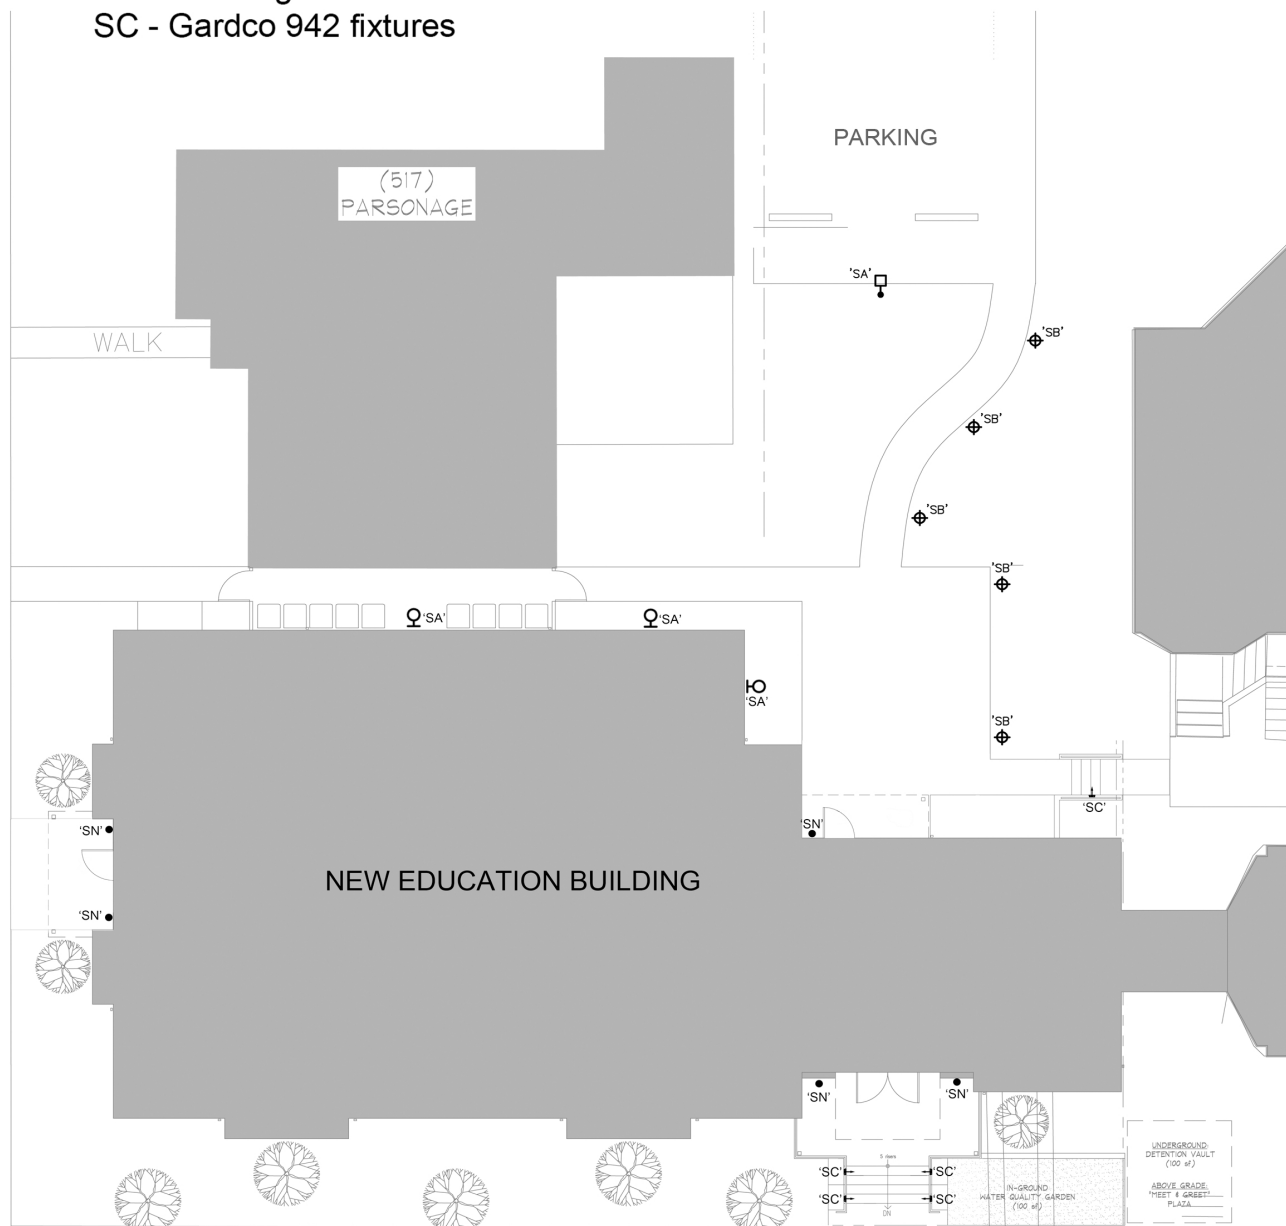 SC - Gardco 942 fixtures
PARKING
(517)
PARSONAGE
'SA'
'SB'
WALK
'SB'
'SB'
'SB'
'SA'
'SA'
'SA'
'SB'
'SC'
'SN'
'SN'
NEW EDUCATION BUILDING
'SN'
'SN'
'SN'
UNDERGROUND:
DETENTION VAULT
(100 sf)
5 risers
'SC'
'SC'
IN-GROUND
WATER QUALITY GARDEN
(100 sf)
ABOVE GRADE:
"MEET & GREET"
PLAZA
'SC'
'SC'
DN